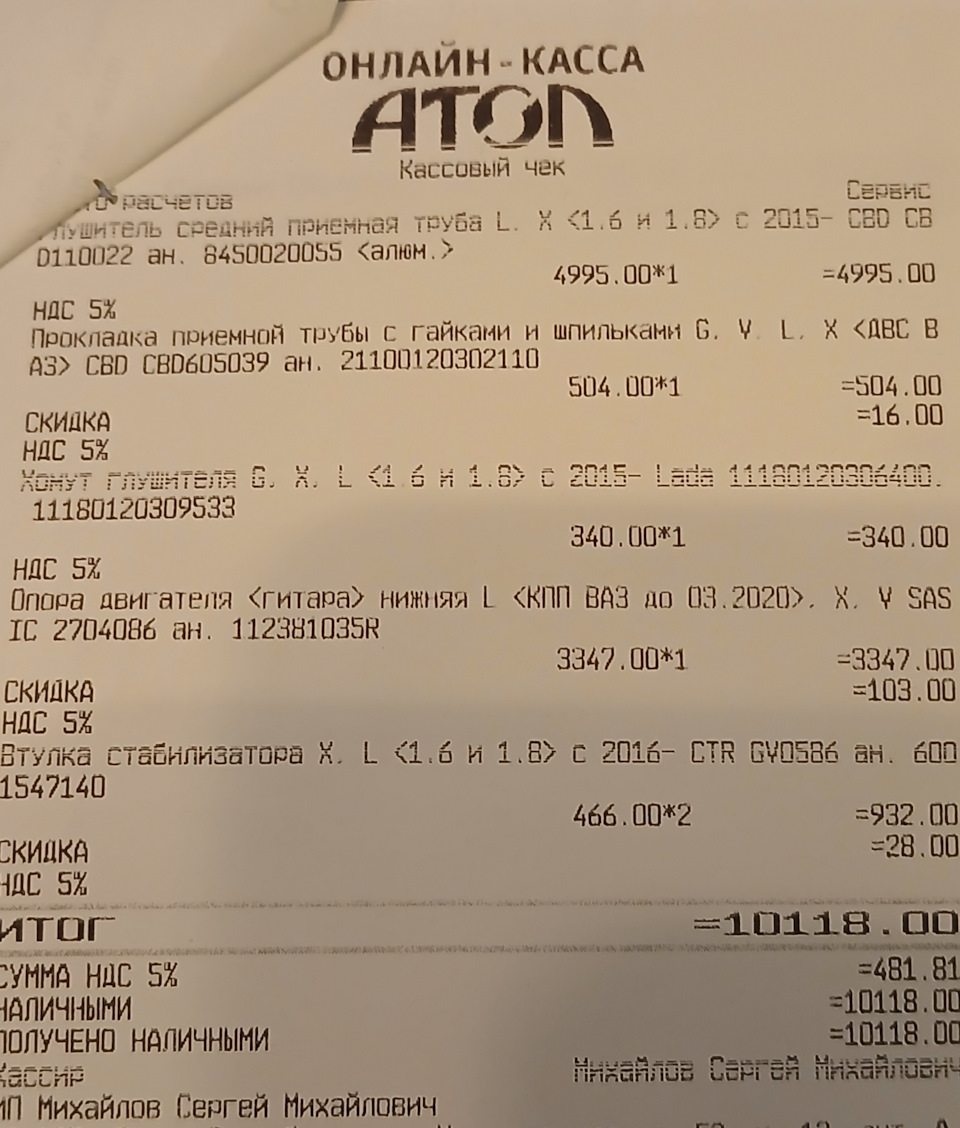 ОНЛАЙН-КАССА
АТОЛ
Кассовый чек
расчетов Сервис
Глушитель средний приемная труба L. X <1.6 и 1.8> с 2015- CBD CB
D110022 ан. 8450020055 <алюм.>
4995.00*1 =4995.00
НДС 5%
Прокладка приемной трубы с гайками и шпильками G. V. L. X <АВС В
АЗ> CBD CBD605039 ан. 21100120302110
504.00*1 =504.00
СКИДКА =16.00
НДС 5%
Хомут глушителя G. X. L <1.6 и 1.8> с 2015- Lada 11180120306400.
11180120309533
340.00*1 =340.00
НДС 5%
Опора двигателя <гитара> нижняя L <КПП ВАЗ до 03.2020>. X. V SAS
IC 2704086 ан. 112381035R
3347.00*1 =3347.00
СКИДКА =103.00
НДС 5%
Втулка стабилизатора X. L <1.6 и 1.8> с 2016- CTR GV0586 ан. 600
1547140
466.00*2 =932.00
СКИДКА =28.00
НДС 5%
ИТОГ =10118.00
СУММА НДС 5% =481.81
НАЛИЧНЫМИ =10118.00
ПОЛУЧЕНО НАЛИЧНЫМИ =10118.00
Кассир Михайлов Сергей Михайлович
ИП Михайлов Сергей Михайлович